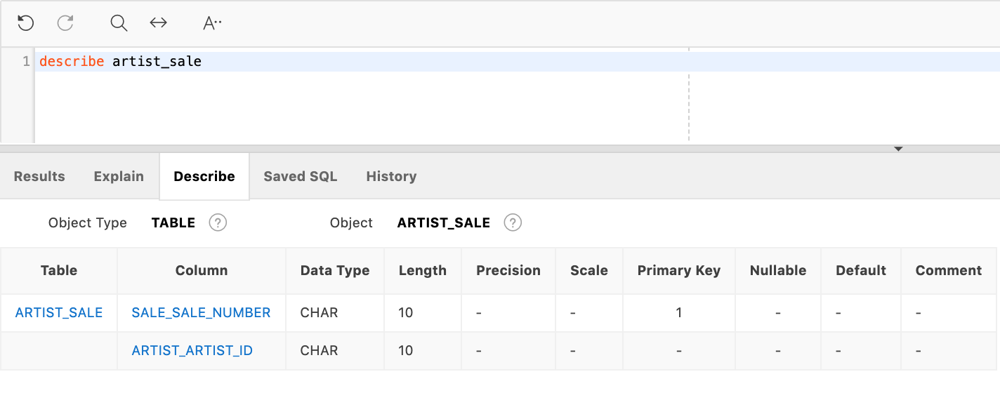 A··
1 describe artist_sale
Results Explain Describe Saved SQL History
Object Type TABLE ? Object ARTIST_SALE ?
Table Column Data Type Length Precision Scale Primary Key Nullable Default Comment
ARTIST_SALE SALE_SALE_NUMBER CHAR 10 - - 1 - - -
ARTIST_ARTIST_ID CHAR 10 - - - - - -